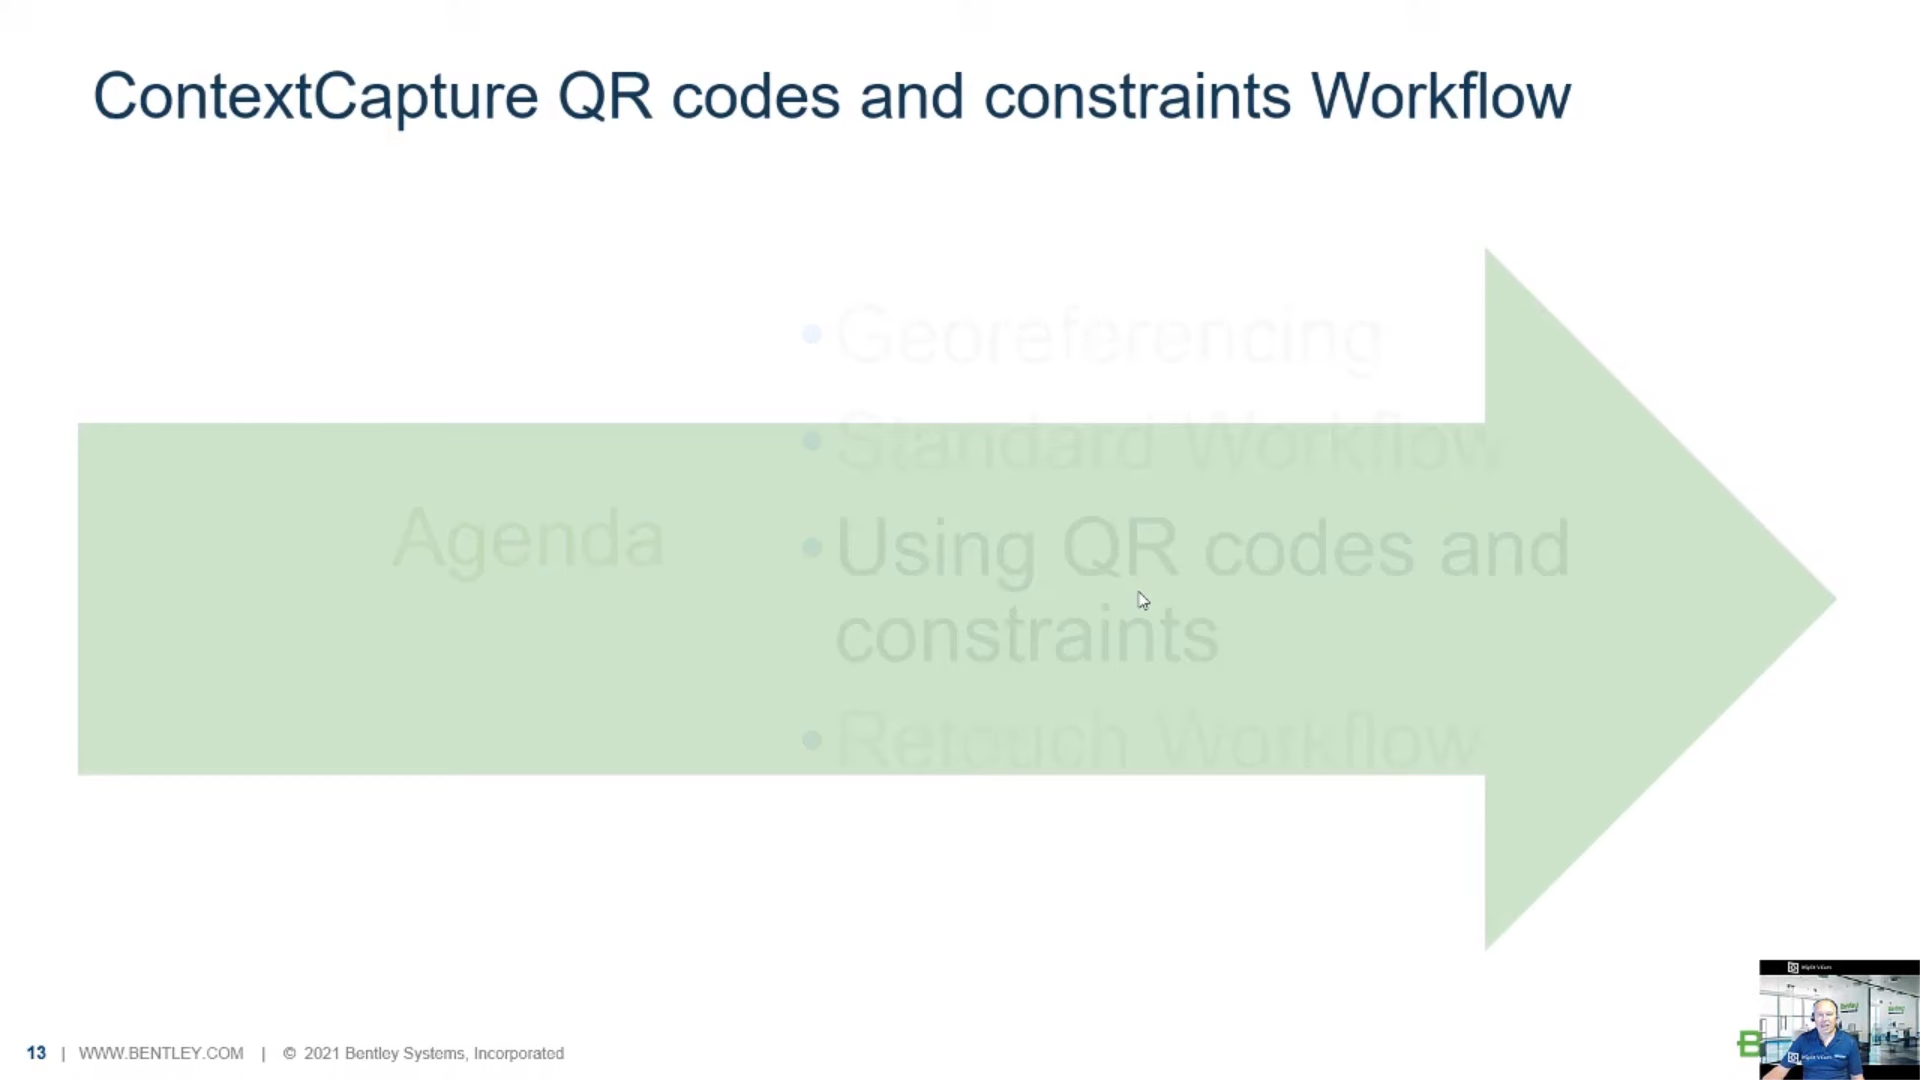 ContextCapture QR codes and constraints Workflow
• Georeferencing
• Standard Workflow
Agenda
• Using QR codes and
constraints
• Retouch Workflow
13 | WWW.BENTLEY.COM | © 2021 Bentley Systems, Incorporated
B